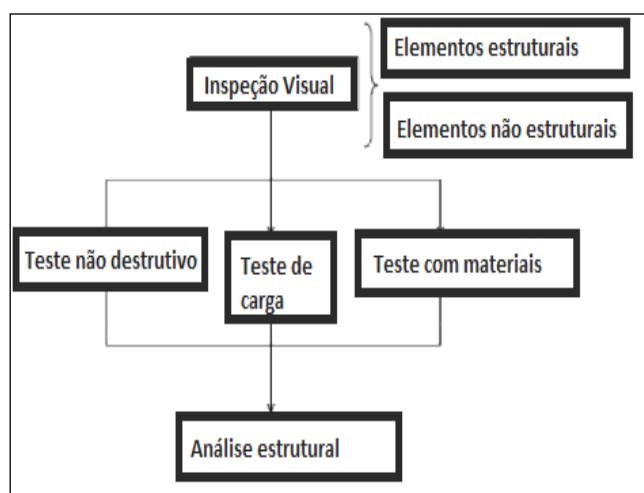 Elementos estruturais
Inspeção Visual
Elementos não estruturais
Teste não destrutivo
Teste de
carga
Teste com materiais
Análise estrutural